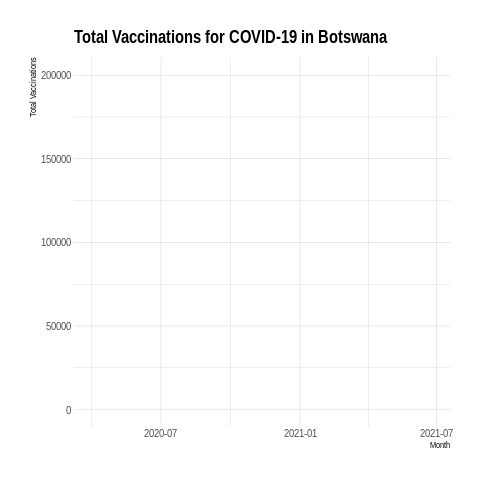 Total Vaccinations for COVID-19 in Botswana
Total Vaccinations
200000
150000
100000
50000
0
2020-07 2021-01 2021-07
Month